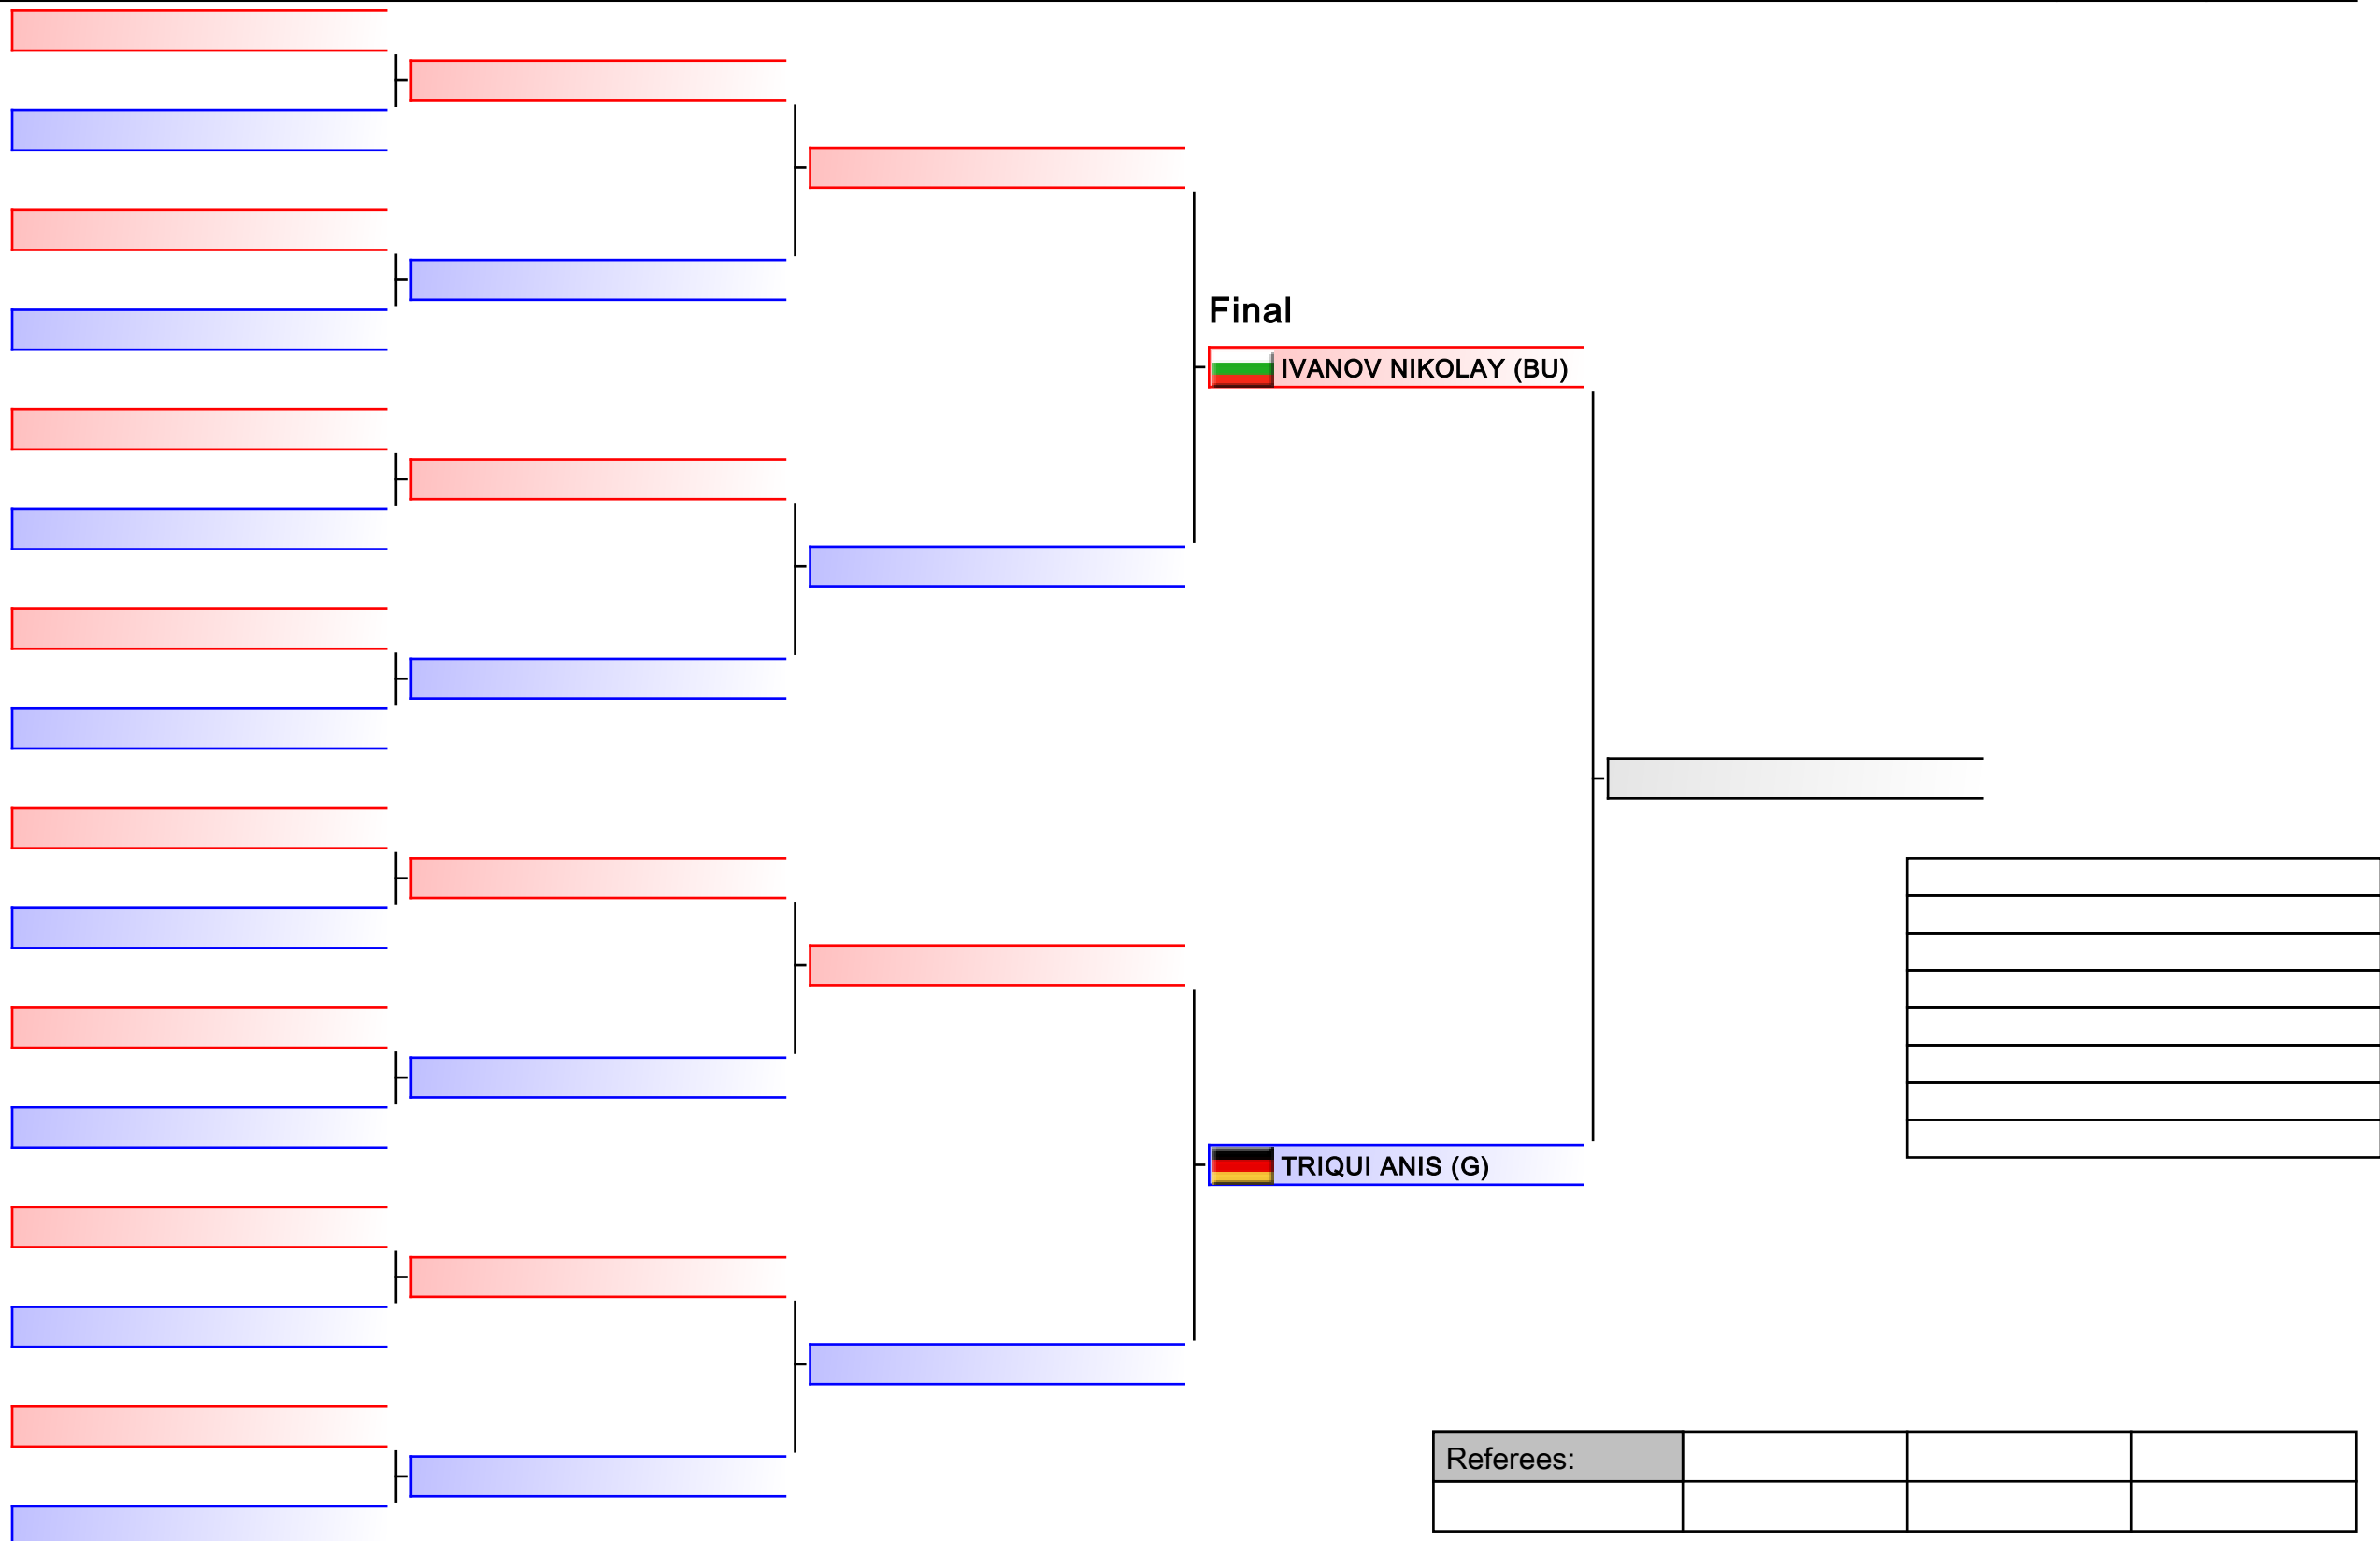 Final
IVANOV NIKOLAY (BU)
TRIQUI ANIS (G)
Referees: